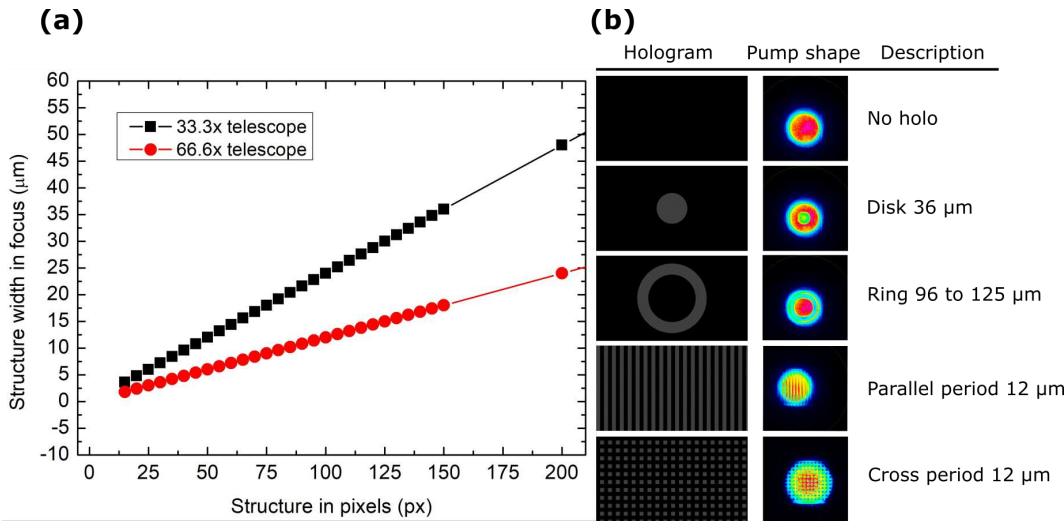 (a)
60
55
50
45
40
35
30
25
20
15
10
5
0
-5
-10
0
25
50
75
100
125
150
175
200
Structure width in focus (μm)
Structure in pixels (px)
33.3x telescope
66.6x telescope
(b)
Hologram Pump shape Description
No holo
Disk 36 μm
Ring 96 to 125 μm
Parallel period 12 μm
Cross period 12 μm